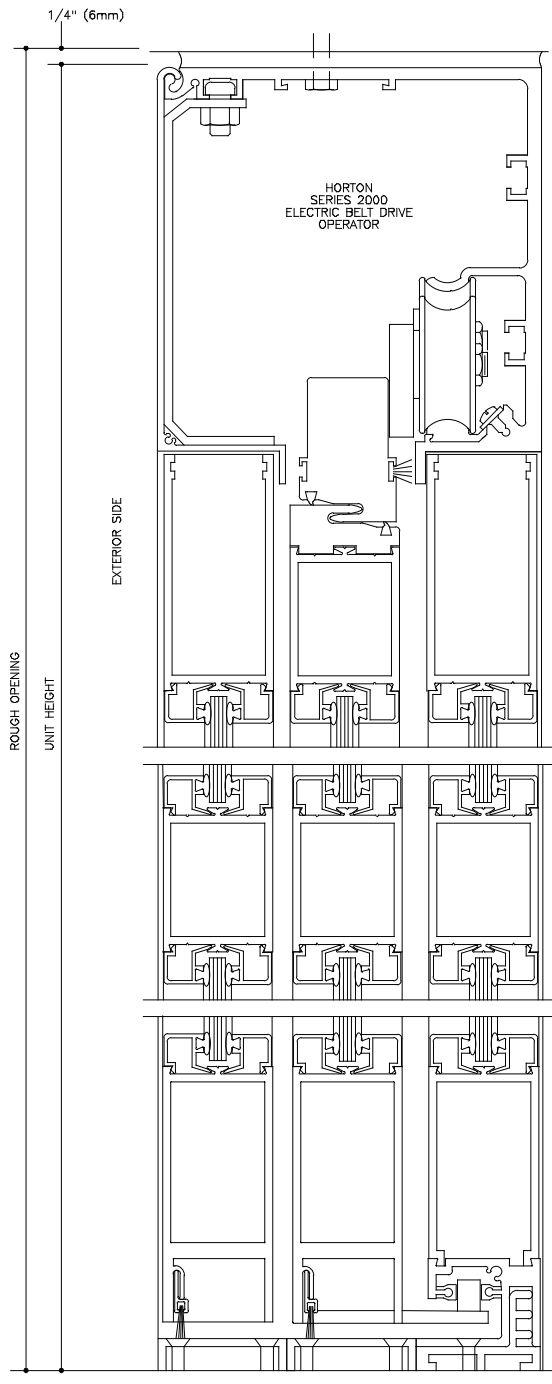 1/4" (6mm)
HORTON
SERIES 2000
ELECTRIC BELT DRIVE
OPERATOR
EXTERIOR SIDE
ROUGH OPENING
UNIT HEIGHT